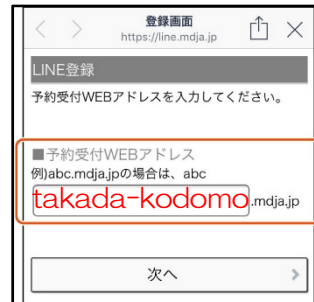 登録画面
https://line.mdja.jp
LINE登録
予約受付WEBアドレスを入力してください。
■予約受付WEBアドレス
例)abc.mdja.jpの場合は、abc
takada-kodomo.mdja.jp
次へ